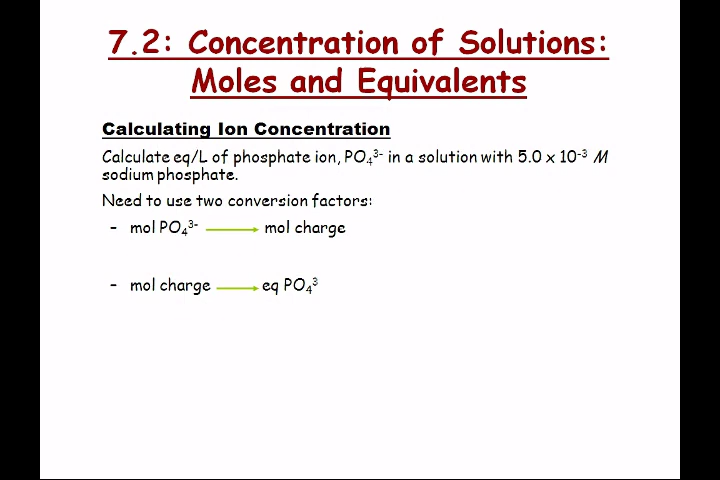 7.2: Concentration of Solutions:
Moles and Equivalents
Calculating Ion Concentration
Calculate eq/L of phosphate ion, PO₄³⁻ in a solution with 5.0 x 10⁻³ M
sodium phosphate.
Need to use two conversion factors:
– mol PO₄³⁻ → mol charge
– mol charge → eq PO₄³